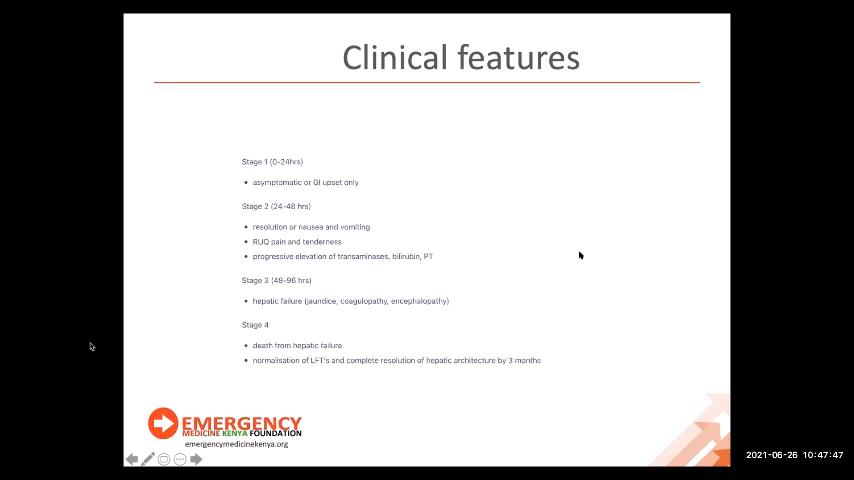 Clinical features
Stage 1 (0-24hrs)
• asymptomatic or GI upset only
Stage 2 (24-48 hrs)
• resolution or nausea and vomiting
• RUQ pain and tenderness
• progressive elevation of transaminases, bilirubin, PT
Stage 3 (48-96 hrs)
• hepatic failure (jaundice, coagulopathy, encephalopathy)
Stage 4
• death from hepatic failure
• normalisation of LFT's and complete resolution of hepatic architecture by 3 months
EMERGENCY
MEDICINE KENYA FOUNDATION
emergencymedicinekenya.org
2021-06-26 10:47:47